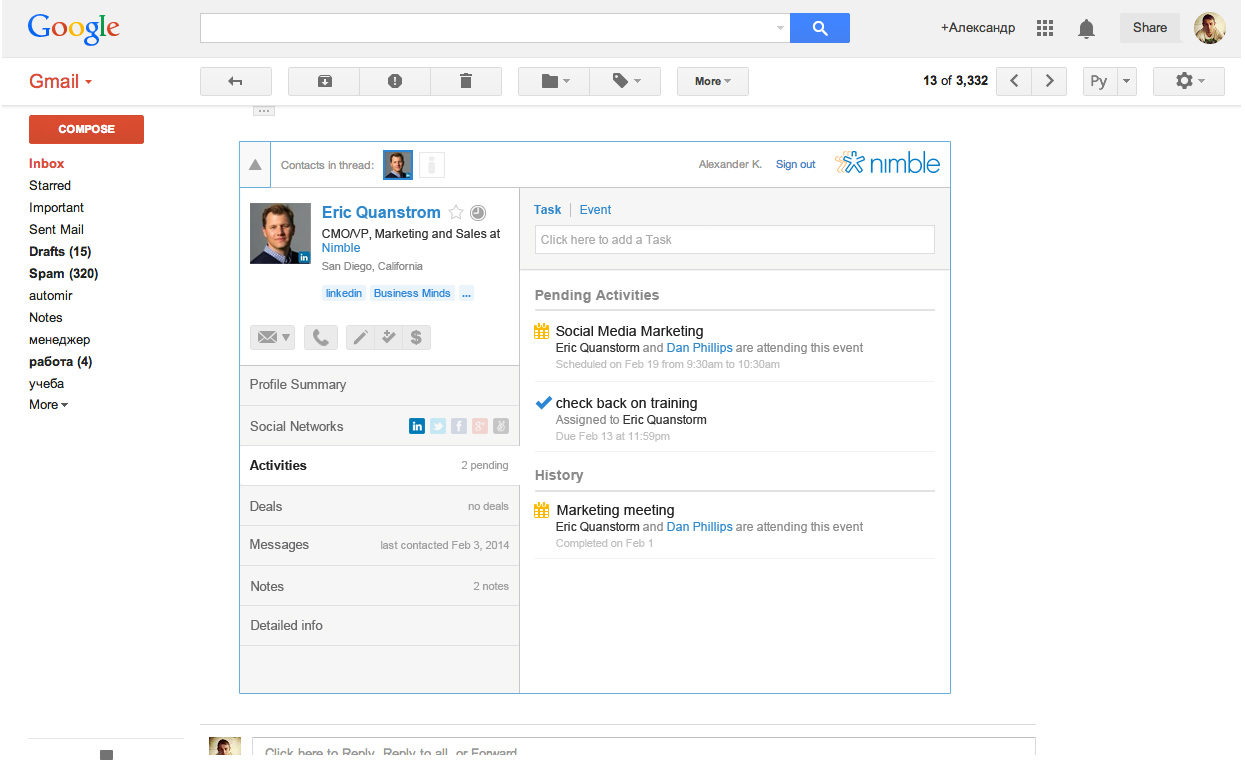 Google
+Александр
Share
Gmail
More
13 of 3,332
Ру
COMPOSE
Inbox
Starred
Important
Sent Mail
Drafts (15)
Spam (320)
automir
Notes
менеджер
работа (4)
учеба
More
Contacts in thread:
Alexander K.
Sign out
nimble
Eric Quanstrom
CMO/VP, Marketing and Sales at
Nimble
San Diego, California
linkedin
Business Minds
...
Profile Summary
Social Networks
Activities
2 pending
Deals
no deals
Messages
last contacted Feb 3, 2014
Notes
2 notes
Detailed info
Task
Event
Click here to add a Task
Pending Activities
Social Media Marketing
Eric Quanstorm and Dan Phillips are attending this event
Scheduled on Feb 19 from 9:30am to 10:30am
check back on training
Assigned to Eric Quanstorm
Due Feb 13 at 11:59pm
History
Marketing meeting
Eric Quanstorm and Dan Phillips are attending this event
Completed on Feb 1
Click here to Reply, Reply to all, or Forward